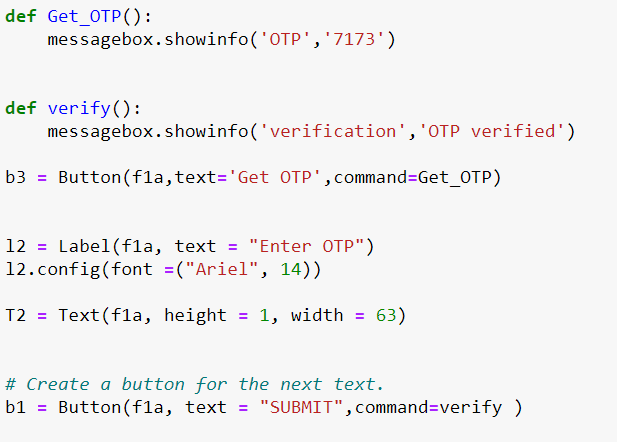 def Get_OTP():
    messagebox.showinfo('OTP','7173')
def verify():
    messagebox.showinfo('verification','OTP verified')
b3 = Button(f1a,text='Get OTP',command=Get_OTP)
l2 = Label(f1a, text = "Enter OTP")
l2.config(font =("Ariel", 14))
T2 = Text(f1a, height = 1, width = 63)
# Create a button for the next text.
b1 = Button(f1a, text = "SUBMIT",command=verify )